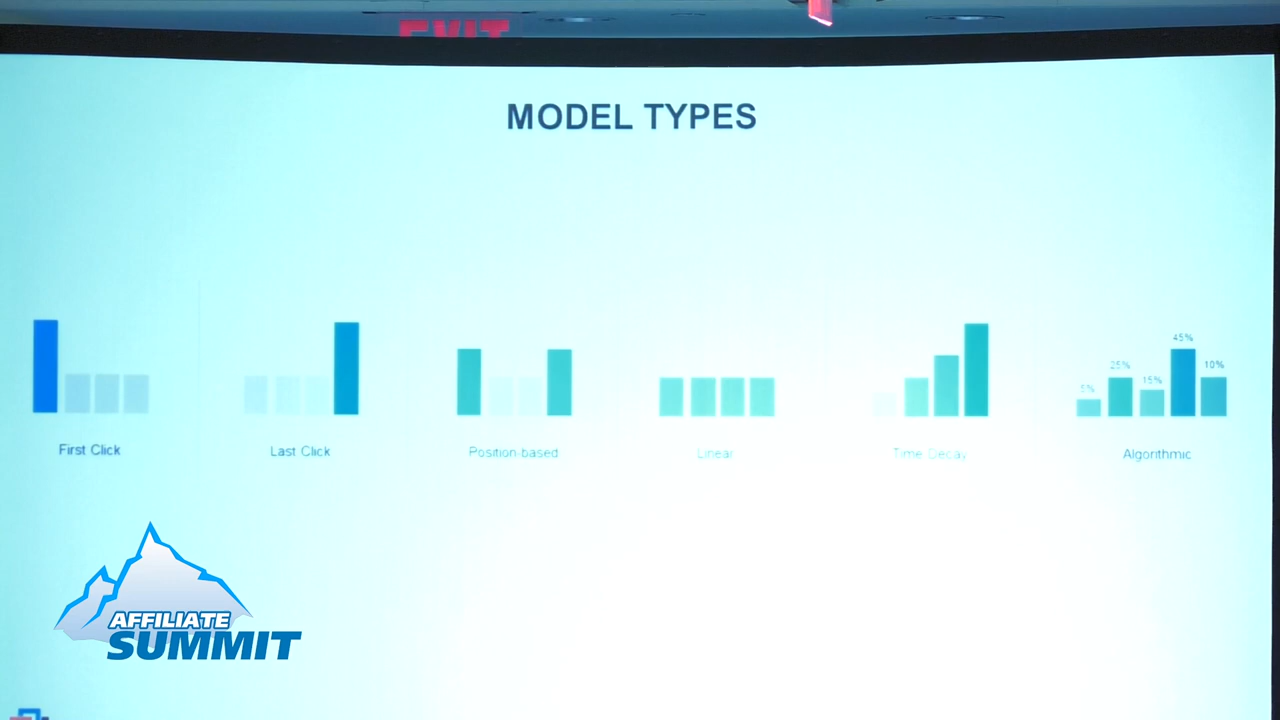 EXIT
MODEL TYPES
5%
25%
15%
45%
10%
First Click
Last Click
Position-based
Linear
Time Decay
Algorithmic
AFFILIATE
SUMMIT